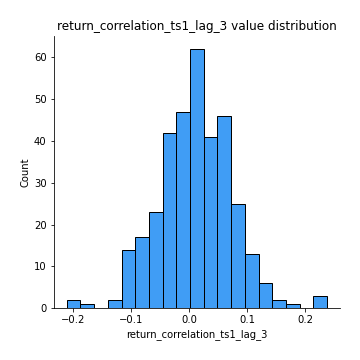 return_correlation_ts1_lag_3 value distribution
60
50
40
30
20
10
0
Count
−0.2 −0.1 0.0 0.1 0.2
return_correlation_ts1_lag_3